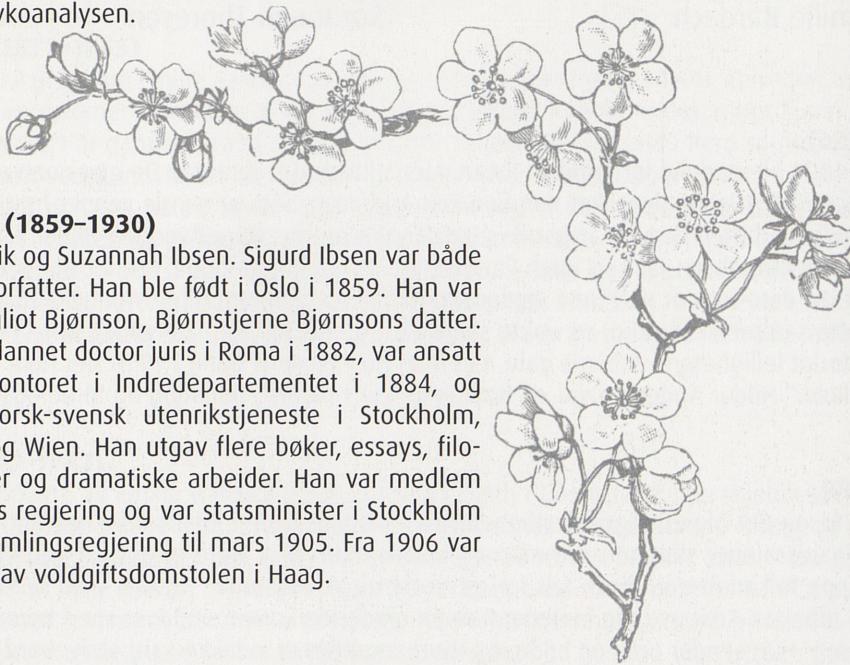 ykoanalysen.
(1859–1930)
ik og Suzannah Ibsen. Sigurd Ibsen var både
orfatter. Han ble født i Oslo i 1859. Han var
gliot Bjørnson, Bjørnstjerne Bjørnsons datter.
dannet doctor juris i Roma i 1882, var ansatt
ontoret i Indredepartementet i 1884, og
orsk-svensk utenrikstjeneste i Stockholm,
og Wien. Han utgav flere bøker, essays, filo-
er og dramatiske arbeider. Han var medlem
s regjering og var statsminister i Stockholm
mlingsregjering til mars 1905. Fra 1906 var
av voldgiftsdomstolen i Haag.